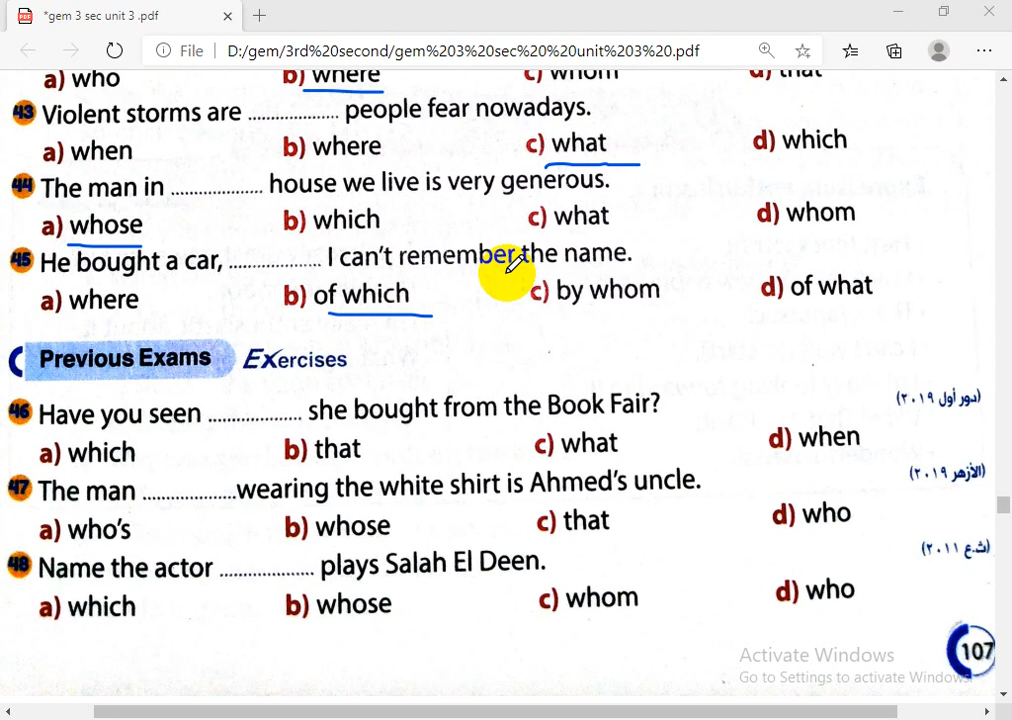 *gem 3 sec unit 3 .pdf
File D:/gem/3rd%20second/gem%203%20sec%20%20unit%203%20.pdf
a) who b) where c) whom d) that
43 Violent storms are .................. people fear nowadays.
a) when b) where c) what d) which
44 The man in .................. house we live is very generous.
a) whose b) which c) what d) whom
45 He bought a car, .................. I can't remember the name.
a) where b) of which c) by whom d) of what
Previous Exams EXercises
46 Have you seen .................. she bought from the Book Fair? (دور أول ٢٠١٩)
a) which b) that c) what d) when
47 The man ..................wearing the white shirt is Ahmed's uncle. (الأزهر ٢٠١٩)
a) who's b) whose c) that d) who
48 Name the actor .................. plays Salah El Deen. (ث.ع ٢٠١١)
a) which b) whose c) whom d) who
107
Activate Windows
Go to Settings to activate Windows.